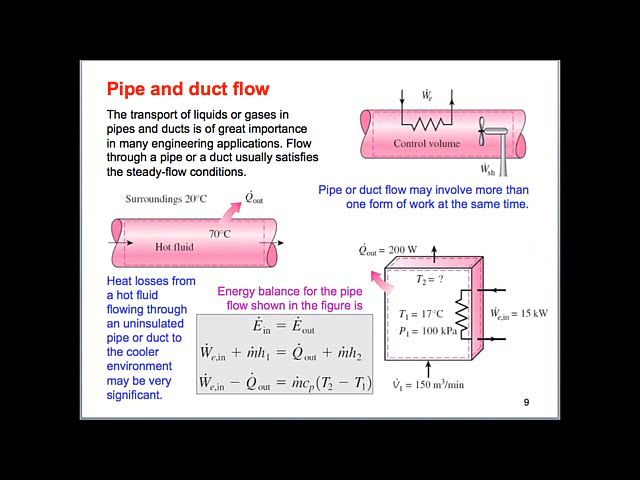 Pipe and duct flow
The transport of liquids or gases in
pipes and ducts is of great importance
in many engineering applications. Flow
through a pipe or a duct usually satisfies
the steady-flow conditions.
Ẇe
Control volume
Ẇsh
Pipe or duct flow may involve more than
one form of work at the same time.
Surroundings 20°C
Q̇out
70°C
Hot fluid
Heat losses from
a hot fluid
flowing through
an uninsulated
pipe or duct to
the cooler
environment
may be very
significant.
Energy balance for the pipe
flow shown in the figure is
Ėin = Ėout
Ẇe,in + ṁh1 = Q̇out + ṁh2
Ẇe,in − Q̇out = ṁcp(T2 − T1)
Q̇out = 200 W
T2 = ?
T1 = 17°C
P1 = 100 kPa
Ẇe,in = 15 kW
V̇1 = 150 m³/min
9